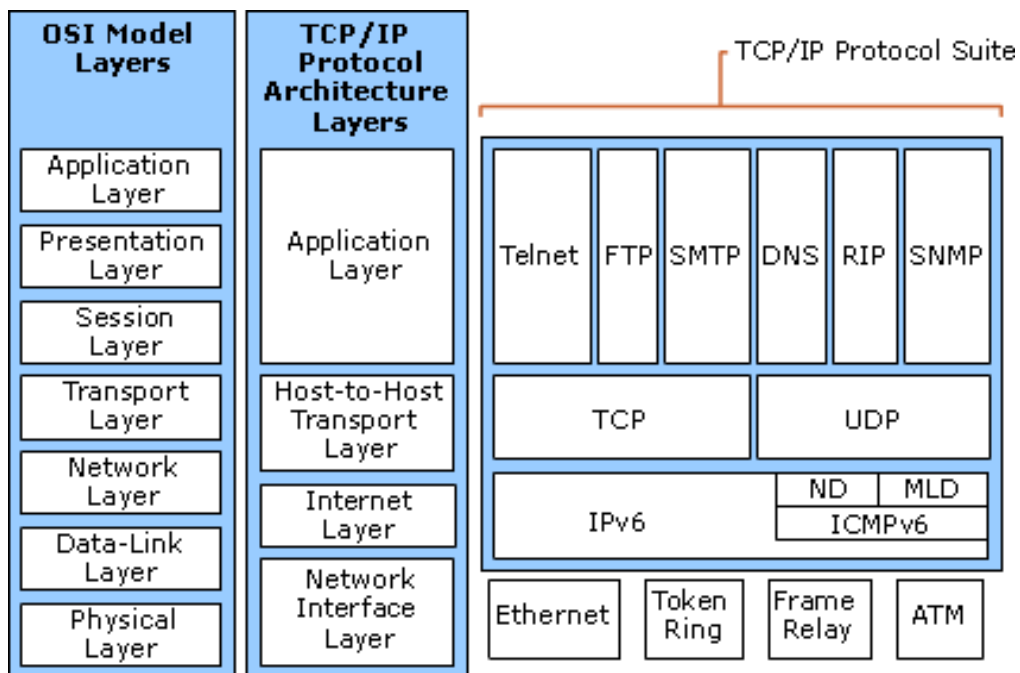 OSI Model
Layers
Application
Layer
Presentation
Layer
Session
Layer
Transport
Layer
Network
Layer
Data-Link
Layer
Physical
Layer
TCP/IP
Protocol
Architecture
Layers
Application
Layer
Host-to-Host
Transport
Layer
Internet
Layer
Network
Interface
Layer
TCP/IP Protocol Suite
Telnet
FTP
SMTP
DNS
RIP
SNMP
TCP
UDP
IPv6
ND
MLD
ICMPv6
Ethernet
Token
Ring
Frame
Relay
ATM